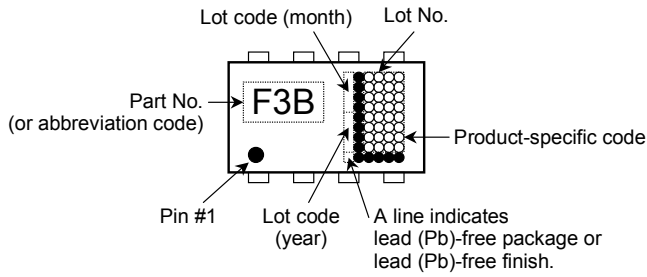 Lot code (month)
Lot No.
Part No.
(or abbreviation code)
F3B
Product-specific code
Pin #1
Lot code
(year)
A line indicates
lead (Pb)-free package or
lead (Pb)-free finish.